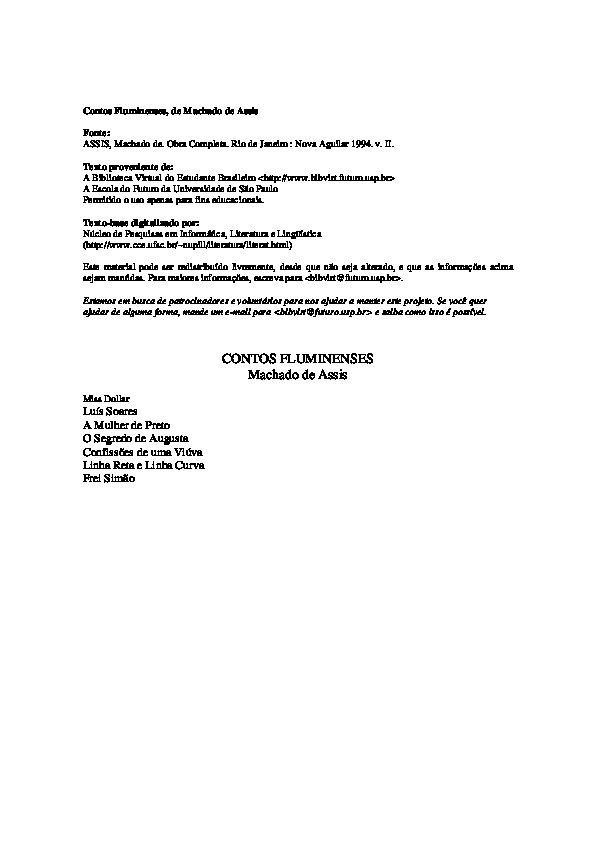 Contos Fluminenses, de Machado de Assis
Fonte:
ASSIS, Machado de. Obra Completa. Rio de Janeiro : Nova Aguilar 1994. v. II.
Texto proveniente de:
A Biblioteca Virtual do Estudante Brasileiro <http://www.bibvirt.futuro.usp.br>
A Escola do Futuro da Universidade de São Paulo
Permitido o uso apenas para fins educacionais.
Texto-base digitalizado por:
Núcleo de Pesquisas em Informática, Literatura e Lingüística
(http://www.cce.ufsc.br/~nupill/literatura/literat.html)
Este material pode ser redistribuído livremente, desde que não seja alterado, e que as informações acima
sejam mantidas. Para maiores informações, escreva para <bibvirt@futuro.usp.br>.
Estamos em busca de patrocinadores e voluntários para nos ajudar a manter este projeto. Se você quer
ajudar de alguma forma, mande um e-mail para <bibvirt@futuro.usp.br> e saiba como isso é possível.
CONTOS FLUMINENSES
Machado de Assis
Miss Dollar
Luís Soares
A Mulher de Preto
O Segredo de Augusta
Confissões de uma Viúva
Linha Reta e Linha Curva
Frei Simão